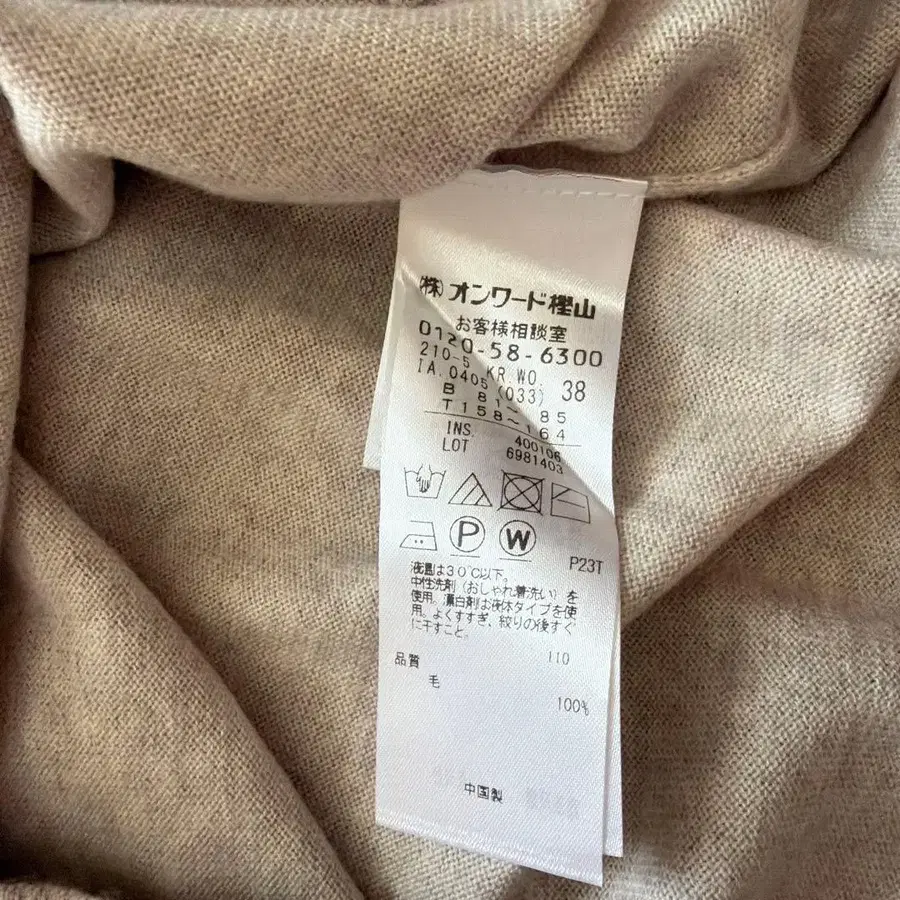 (株)オンワード樫山
お客様相談室
0120-58-6300
210-5 KR.WO. 38
IA.0405 (033)
B 81~ 85
T158~164
INS. 400106
LOT 6981403
P W
P23T
液温は30℃以下。
中性洗剤(おしゃれ着洗い)を
使用。漂白剤は液体タイプを使
用。よくすすぎ、絞りの後すぐ
に干すこと。
110
品質
毛
100%
中国製